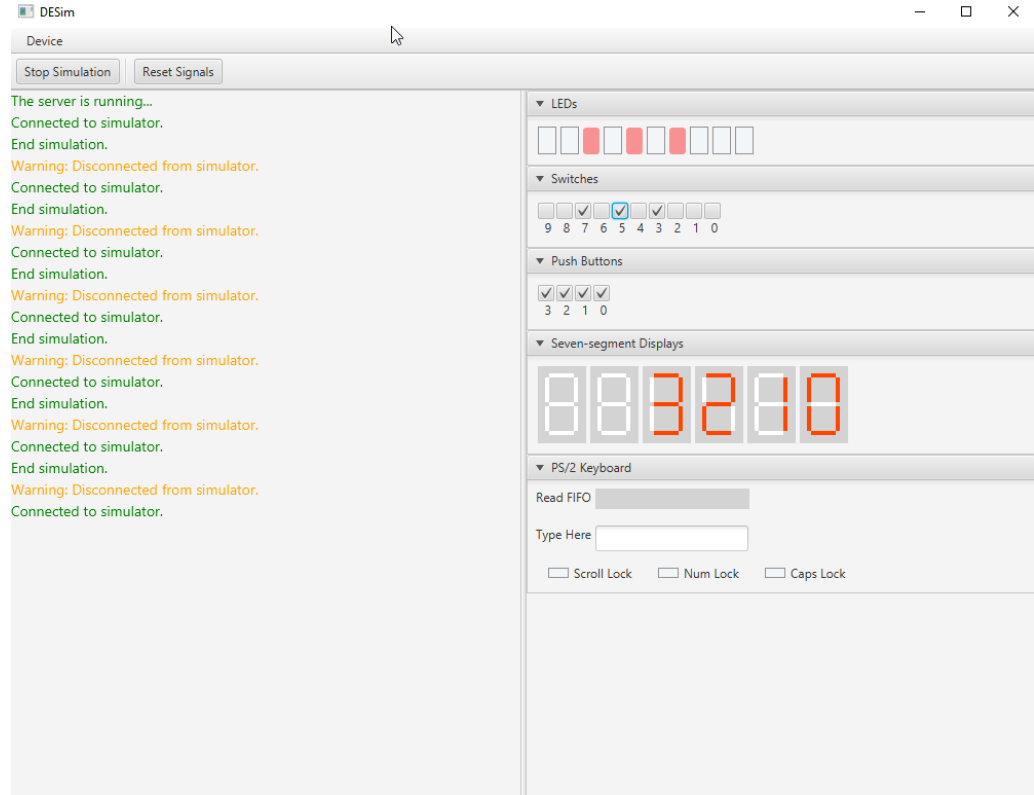 DESim
Device
Stop Simulation Reset Signals
The server is running...
Connected to simulator.
End simulation.
Warning: Disconnected from simulator.
Connected to simulator.
End simulation.
Warning: Disconnected from simulator.
Connected to simulator.
End simulation.
Warning: Disconnected from simulator.
Connected to simulator.
End simulation.
Warning: Disconnected from simulator.
Connected to simulator.
End simulation.
Warning: Disconnected from simulator.
Connected to simulator.
End simulation.
Warning: Disconnected from simulator.
Connected to simulator.
LEDs
Switches
9 8 7 6 5 4 3 2 1 0
Push Buttons
3 2 1 0
Seven-segment Displays
3210
PS/2 Keyboard
Read FIFO
Type Here
Scroll Lock Num Lock Caps Lock